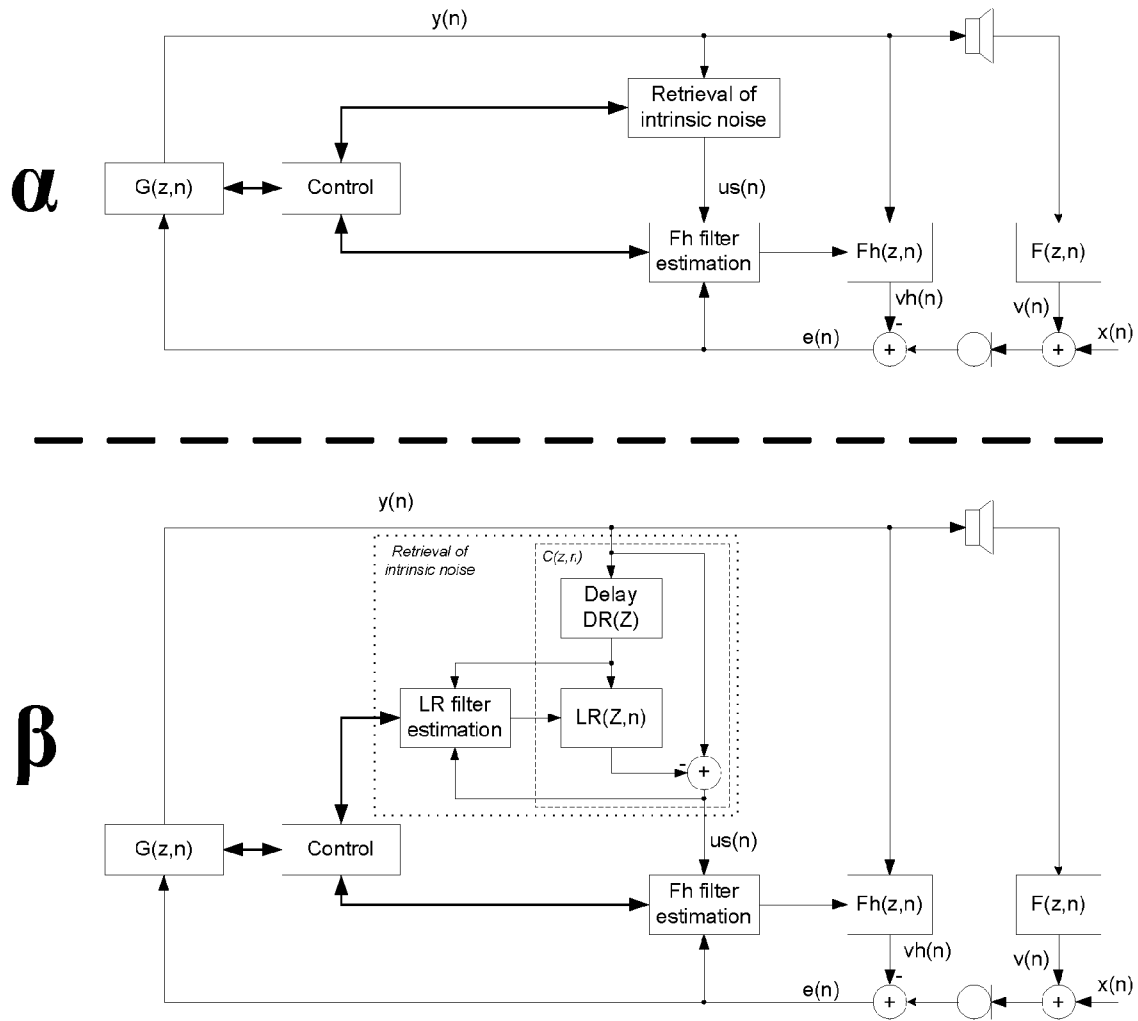 y(n)
Retrieval of
intrinsic noise
α
G(z,n)
Control
us(n)
Fh filter
estimation
Fh(z,n)
F(z,n)
vh(n)
v(n)
-
e(n)
+
+
x(n)
y(n)
Retrieval of
intrinsic noise
Delay
DR(Z)
LR filter
estimation
LR(Z,n)
β
-
+
G(z,n)
Control
us(n)
Fh filter
estimation
Fh(z,n)
F(z,n)
vh(n)
v(n)
-
e(n)
+
+
x(n)